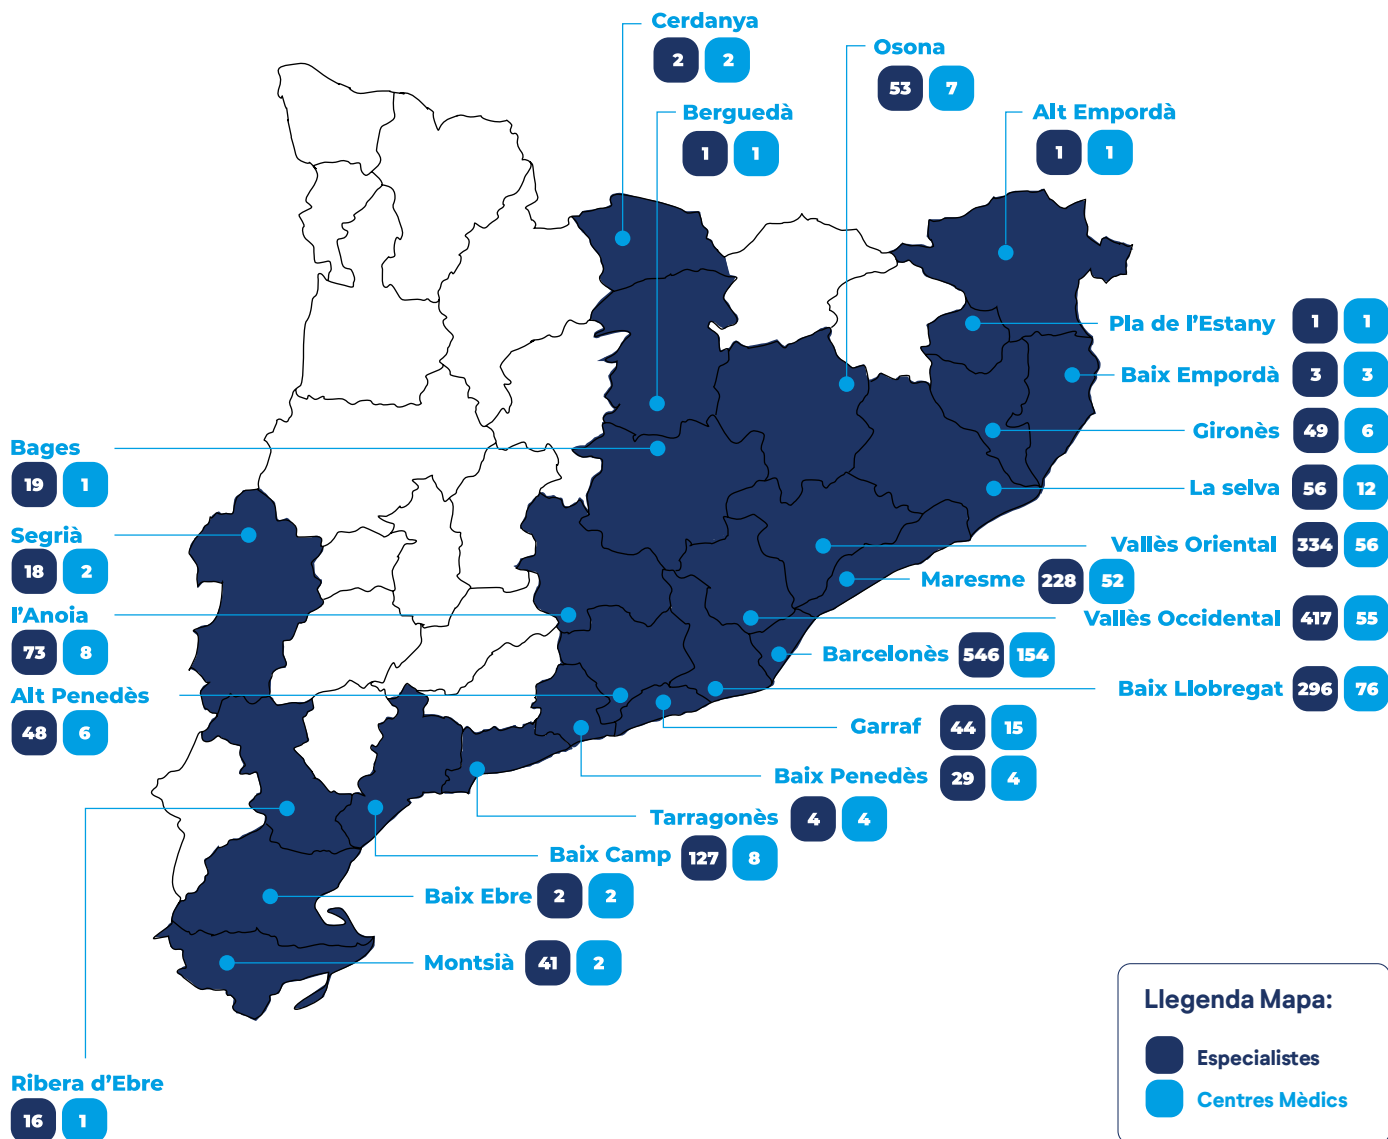 Cerdanya
2 2
Osona
53 7
Berguedà
1 1
Alt Empordà
1 1
Pla de l'Estany 1 1
Baix Empordà 3 3
Gironès 49 6
La selva 56 12
Vallès Oriental 334 56
Maresme 228 52
Vallès Occidental 417 55
Barcelonès 546 154
Baix Llobregat 296 76
Garraf 44 15
Baix Penedès 29 4
Tarragonès 4 4
Baix Camp 127 8
Baix Ebre 2 2
Montsià 41 2
Bages
19 1
Segrià
18 2
l'Anoia
73 8
Alt Penedès
48 6
Ribera d'Ebre
16 1
Llegenda Mapa:
Especialistes
Centres Mèdics